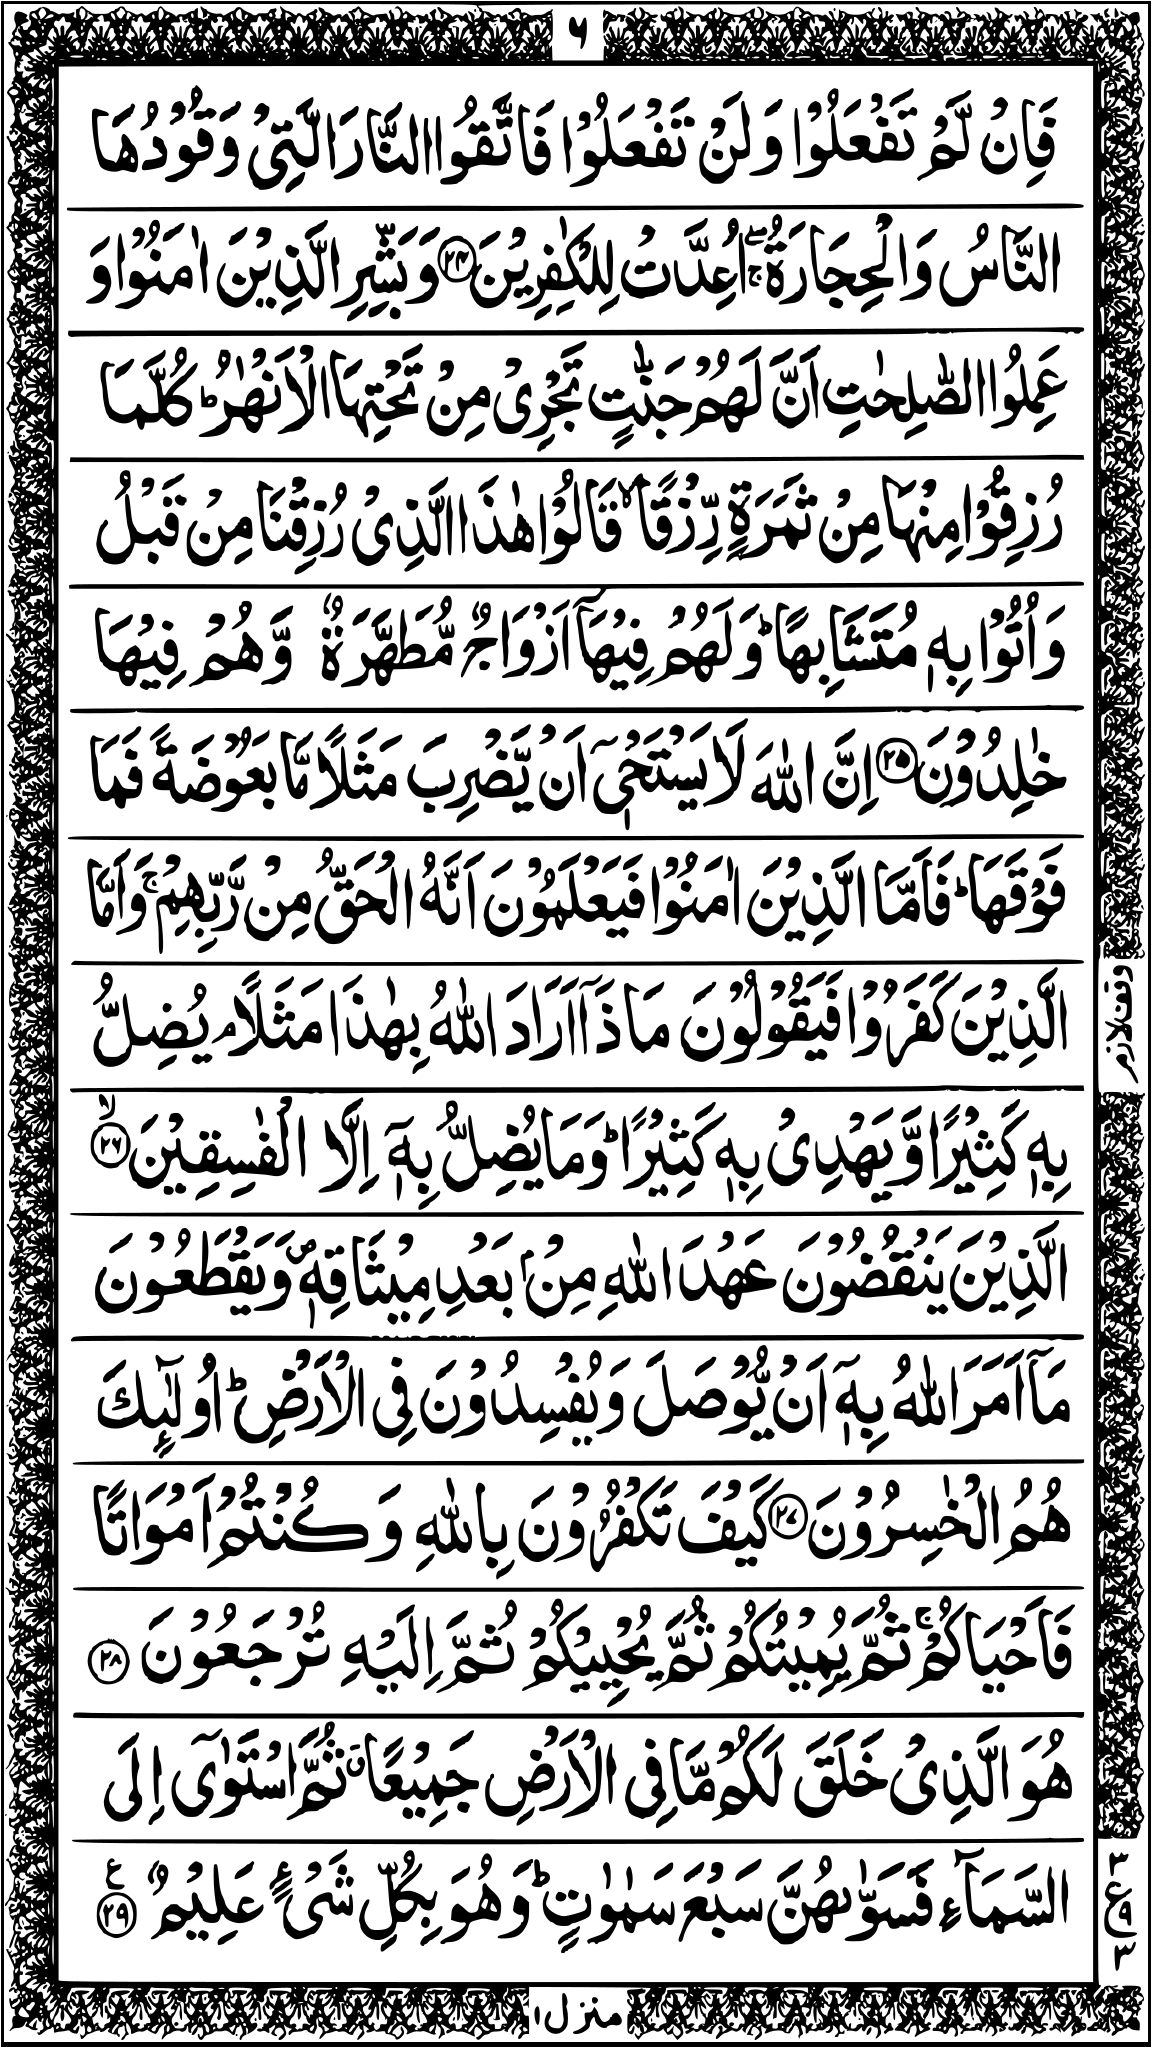 ٦
فَاِنْ لَّمْ تَفْعَلُوْا وَلَنْ تَفْعَلُوْا فَاتَّقُوا النَّارَ الَّتِیْ وَقُوْدُهَا
النَّاسُ وَالْحِجَارَةُ ۖۚ اُعِدَّتْ لِلْكٰفِرِیْنَ ﴿۲۴﴾ وَبَشِّرِ الَّذِیْنَ اٰمَنُوْا وَ
عَمِلُوا الصّٰلِحٰتِ اَنَّ لَهُمْ جَنّٰتٍ تَجْرِیْ مِنْ تَحْتِهَا الْاَنْهٰرُ ؕ كُلَّمَا
رُزِقُوْا مِنْهَا مِنْ ثَمَرَةٍ رِّزْقًا ۙ قَالُوْا هٰذَا الَّذِیْ رُزِقْنَا مِنْ قَبْلُ
وَاُتُوْا بِهٖ مُتَشَابِهًا ؕ وَلَهُمْ فِیْهَاۤ اَزْوَاجٌ مُّطَهَّرَةٌ ۙ وَّهُمْ فِیْهَا
خٰلِدُوْنَ ﴿۲۵﴾ اِنَّ اللّٰهَ لَا یَسْتَحْیٖۤ اَنْ یَّضْرِبَ مَثَلًا مَّا بَعُوْضَةً فَمَا
فَوْقَهَا ؕ فَاَمَّا الَّذِیْنَ اٰمَنُوْا فَیَعْلَمُوْنَ اَنَّهُ الْحَقُّ مِنْ رَّبِّهِمْ ۚ وَاَمَّا
الَّذِیْنَ كَفَرُوْا فَیَقُوْلُوْنَ مَاذَاۤ اَرَادَ اللّٰهُ بِهٰذَا مَثَلًا ۘ یُضِلُّ
بِهٖ كَثِیْرًا وَّیَهْدِیْ بِهٖ كَثِیْرًا ؕ وَمَا یُضِلُّ بِهٖۤ اِلَّا الْفٰسِقِیْنَ ۙ﴿۲۶﴾
الَّذِیْنَ یَنْقُضُوْنَ عَهْدَ اللّٰهِ مِنْۢ بَعْدِ مِیْثَاقِهٖ ۪ وَیَقْطَعُوْنَ
مَاۤ اَمَرَ اللّٰهُ بِهٖۤ اَنْ یُّوْصَلَ وَیُفْسِدُوْنَ فِی الْاَرْضِ ؕ اُولٰٓىِٕكَ
هُمُ الْخٰسِرُوْنَ ﴿۲۷﴾ كَیْفَ تَكْفُرُوْنَ بِاللّٰهِ وَكُنْتُمْ اَمْوَاتًا
فَاَحْیَاكُمْ ۚ ثُمَّ یُمِیْتُكُمْ ثُمَّ یُحْیِیْكُمْ ثُمَّ اِلَیْهِ تُرْجَعُوْنَ ﴿۲۸﴾
هُوَ الَّذِیْ خَلَقَ لَكُمْ مَّا فِی الْاَرْضِ جَمِیْعًا ۗ ثُمَّ اسْتَوٰۤی اِلَی
السَّمَآءِ فَسَوّٰىهُنَّ سَبْعَ سَمٰوٰتٍ ؕ وَهُوَ بِكُلِّ شَیْءٍ عَلِیْمٌ ﴿۲۹﴾ ع
وقف لازم
۳
ع
۹
۳
منزل ۱